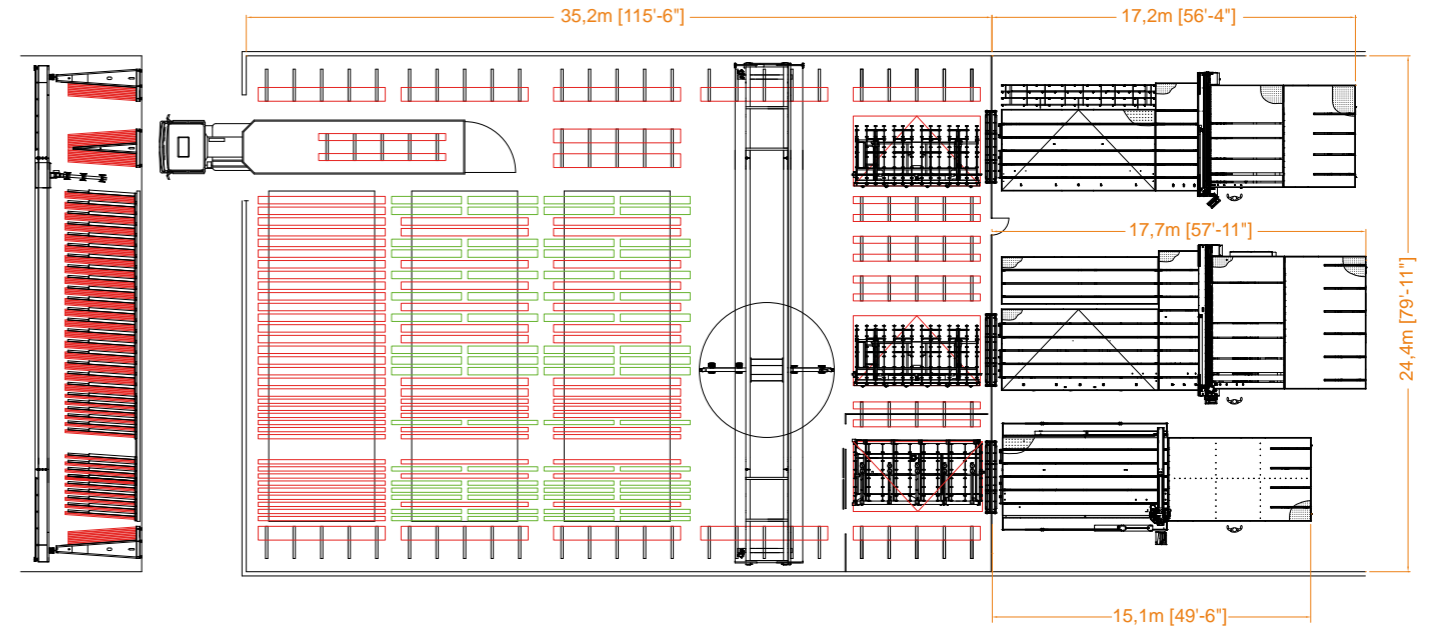 35,2m [115'-6"]
17,2m [56'-4"]
17,7m [57'-11"]
24,4m [79'-11"]
15,1m [49'-6"]